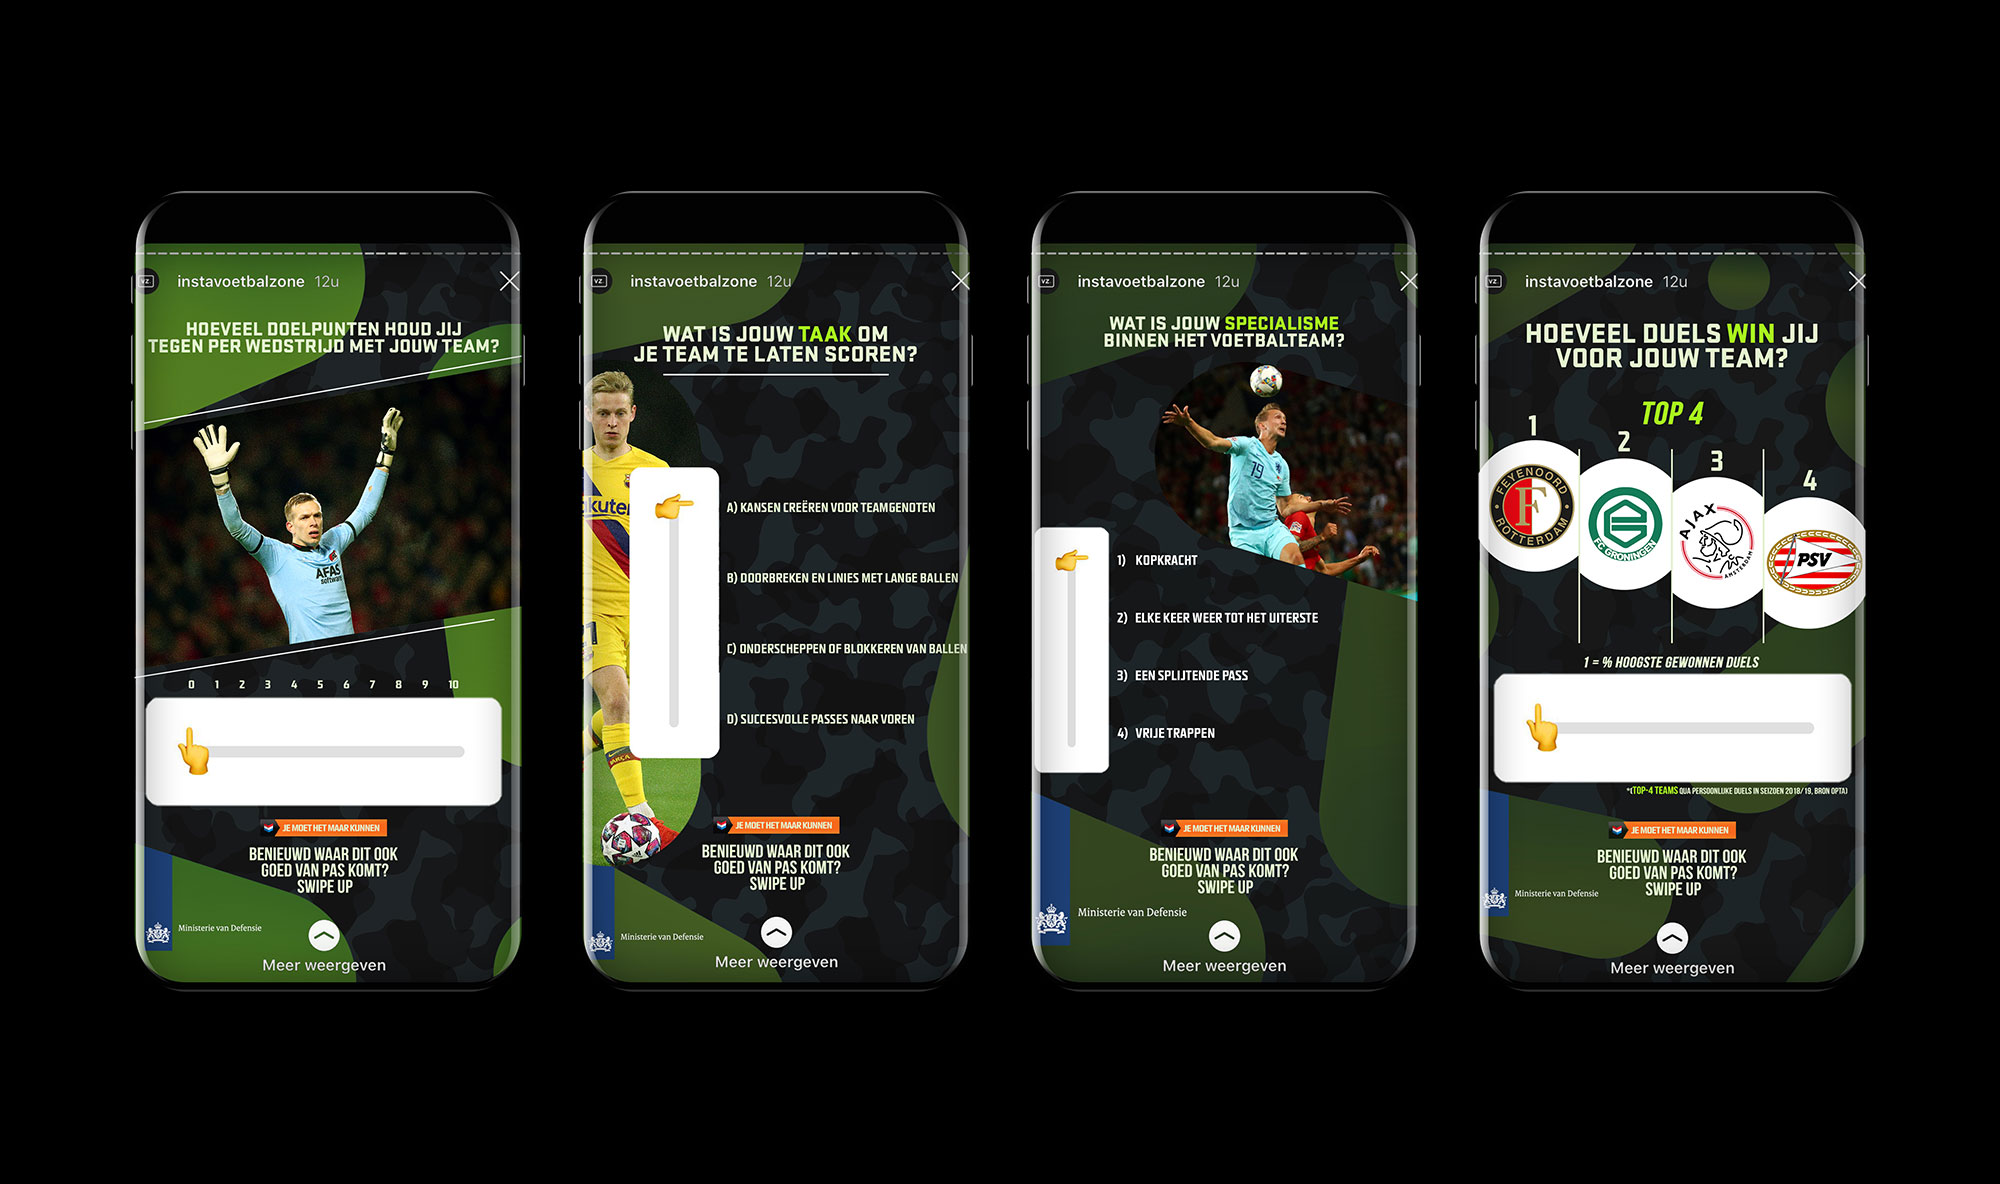 instavoetbalzone 12u
HOEVEEL DOELPUNTEN HOUD JIJ
TEGEN PER WEDSTRIJD MET JOUW TEAM?
AFAS
software
0 1 2 3 4 5 6 7 8 9 10
JE MOET HET MAAR KUNNEN
BENIEUWD WAAR DIT OOK
GOED VAN PAS KOMT?
SWIPE UP
Ministerie van Defensie
Meer weergeven
VZ
instavoetbalzone 12u
WAT IS JOUW TAAK OM
JE TEAM TE LATEN SCOREN?
kuten
21
A) KANSEN CREËREN VOOR TEAMGENOTEN
B) DOORBREKEN EN LINIES MET LANGE BALLEN
C) ONDERSCHEPPEN OF BLOKKEREN VAN BALLEN
D) SUCCESVOLLE PASSES NAAR VOREN
BARÇA
JE MOET HET MAAR KUNNEN
BENIEUWD WAAR DIT OOK
GOED VAN PAS KOMT?
SWIPE UP
Ministerie van Defensie
Meer weergeven
VZ
instavoetbalzone 12u
WAT IS JOUW SPECIALISME
BINNEN HET VOETBALTEAM?
19
1) KOPKRACHT
2) ELKE KEER WEER TOT HET UITERSTE
3) EEN SPLIJTENDE PASS
4) VRIJE TRAPPEN
JE MOET HET MAAR KUNNEN
BENIEUWD WAAR DIT OOK
GOED VAN PAS KOMT?
SWIPE UP
Ministerie van Defensie
Meer weergeven
VZ
instavoetbalzone 12u
HOEVEEL DUELS WIN JIJ
VOOR JOUW TEAM?
TOP 4
1 2 3 4
FEYENOORD
F
ROTTERDAM
FC GRONINGEN
AJAX
AMSTERDAM
PSV
1 = % HOOGSTE GEWONNEN DUELS
*(TOP-4 TEAMS QUA PERSOONLIJKE DUELS IN SEIZOEN 2018/19, BRON OPTA)
JE MOET HET MAAR KUNNEN
BENIEUWD WAAR DIT OOK
GOED VAN PAS KOMT?
SWIPE UP
Ministerie van Defensie
Meer weergeven